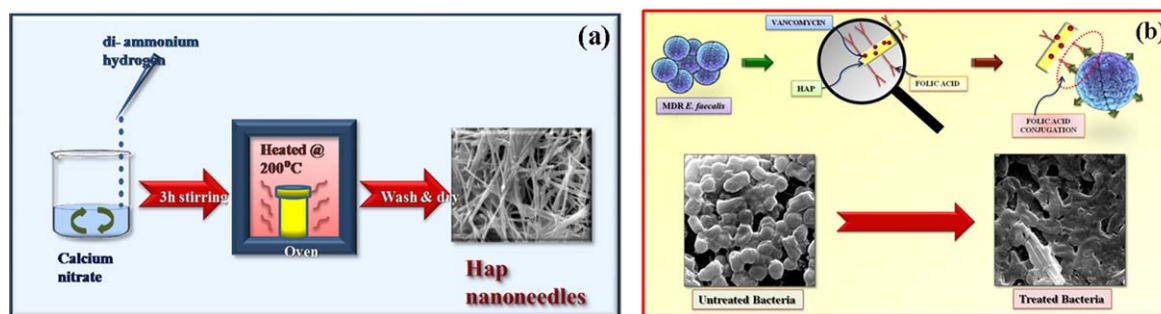 (a)
di- ammonium
hydrogen
3h stirring
Heated @
200°C
Oven
Wash & dry
Calcium
nitrate
Hap
nanoneedles
(b)
VANCOMYCIN
MDR E. faecalis
HAP
FOLIC ACID
FOLIC ACID
CONJUGATION
Untreated Bacteria
Treated Bacteria